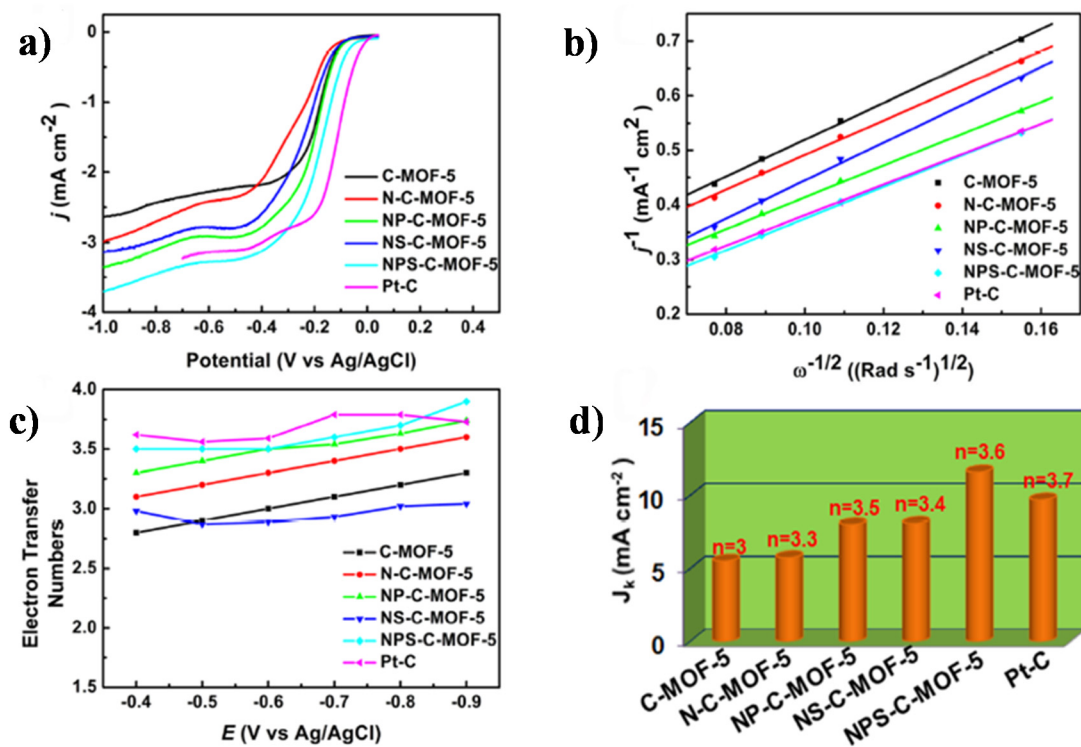 a)
0
-1
-2
-3
-4
-1.0 -0.8 -0.6 -0.4 -0.2 0.0 0.2 0.4
j (mA cm-2)
Potential (V vs Ag/AgCl)
C-MOF-5
N-C-MOF-5
NP-C-MOF-5
NS-C-MOF-5
NPS-C-MOF-5
Pt-C
b)
0.7
0.6
0.5
0.4
0.3
0.2
0.08 0.10 0.12 0.14 0.16
j-1 (mA-1 cm2)
ω-1/2 ((Rad s-1)1/2)
C-MOF-5
N-C-MOF-5
NP-C-MOF-5
NS-C-MOF-5
NPS-C-MOF-5
Pt-C
c)
4.0
3.5
3.0
2.5
2.0
1.5
-0.4 -0.5 -0.6 -0.7 -0.8 -0.9
Electron Transfer
Numbers
E (V vs Ag/AgCl)
C-MOF-5
N-C-MOF-5
NP-C-MOF-5
NS-C-MOF-5
NPS-C-MOF-5
Pt-C
d)
15
10
5
0
Jk (mA cm-2)
n=3 n=3.3 n=3.5 n=3.4 n=3.6 n=3.7
C-MOF-5 N-C-MOF-5 NP-C-MOF-5 NS-C-MOF-5 NPS-C-MOF-5 Pt-C